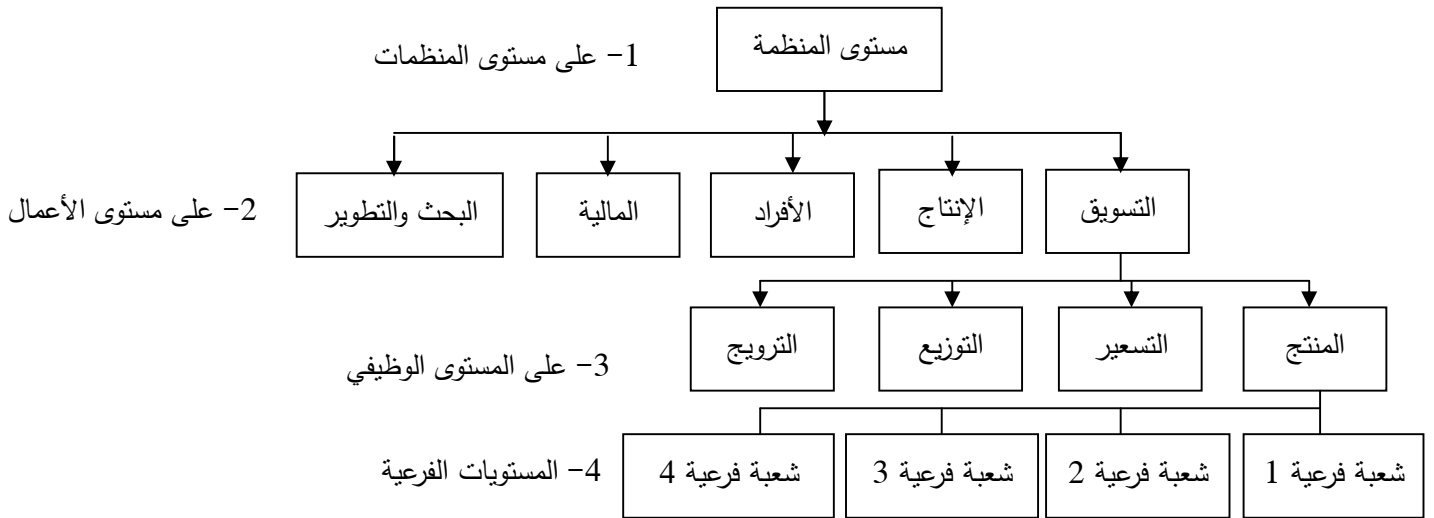 مستوى المنظمة
1- على مستوى المنظمات
التسويق
الإنتاج
الأفراد
المالية
البحث والتطوير
2- على مستوى الأعمال
المنتج
التسعير
التوزيع
الترويج
3- على المستوى الوظيفي
شعبة فرعية 1
شعبة فرعية 2
شعبة فرعية 3
شعبة فرعية 4
4- المستويات الفرعية